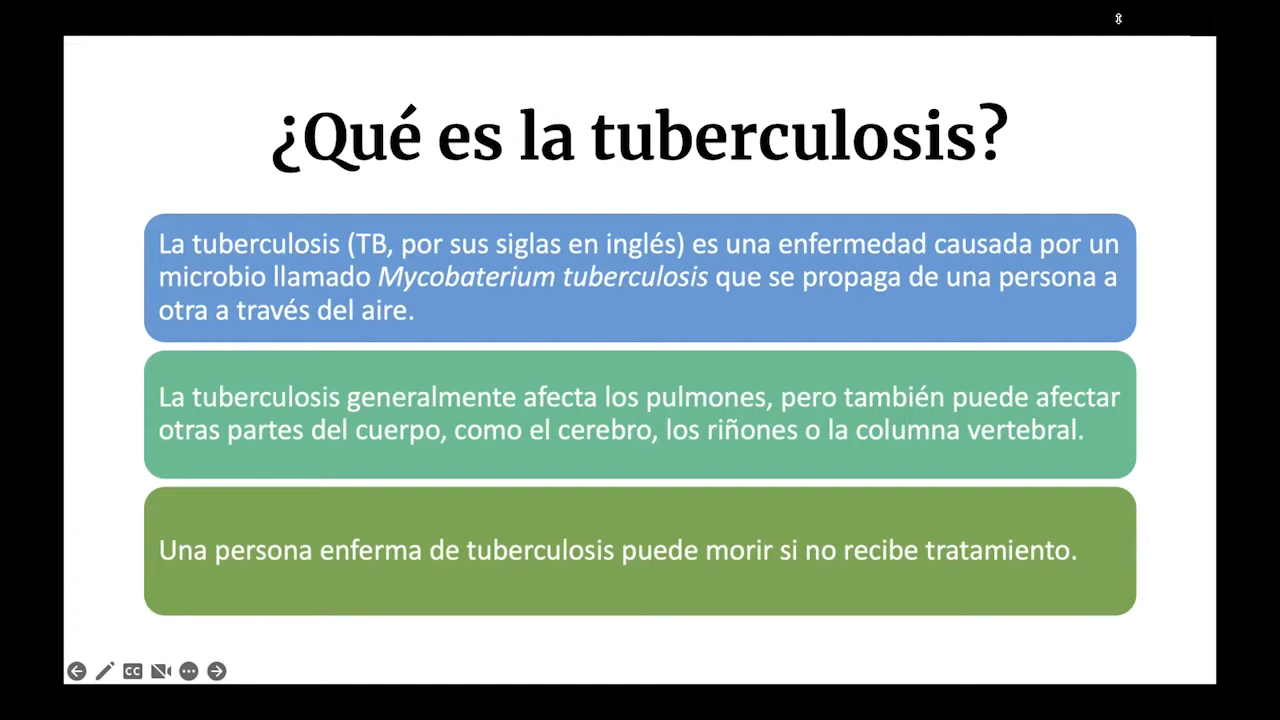 ¿Qué es la tuberculosis?
La tuberculosis (TB, por sus siglas en inglés) es una enfermedad causada por un
microbio llamado Mycobaterium tuberculosis que se propaga de una persona a
otra a través del aire.
La tuberculosis generalmente afecta los pulmones, pero también puede afectar
otras partes del cuerpo, como el cerebro, los riñones o la columna vertebral.
Una persona enferma de tuberculosis puede morir si no recibe tratamiento.
CC